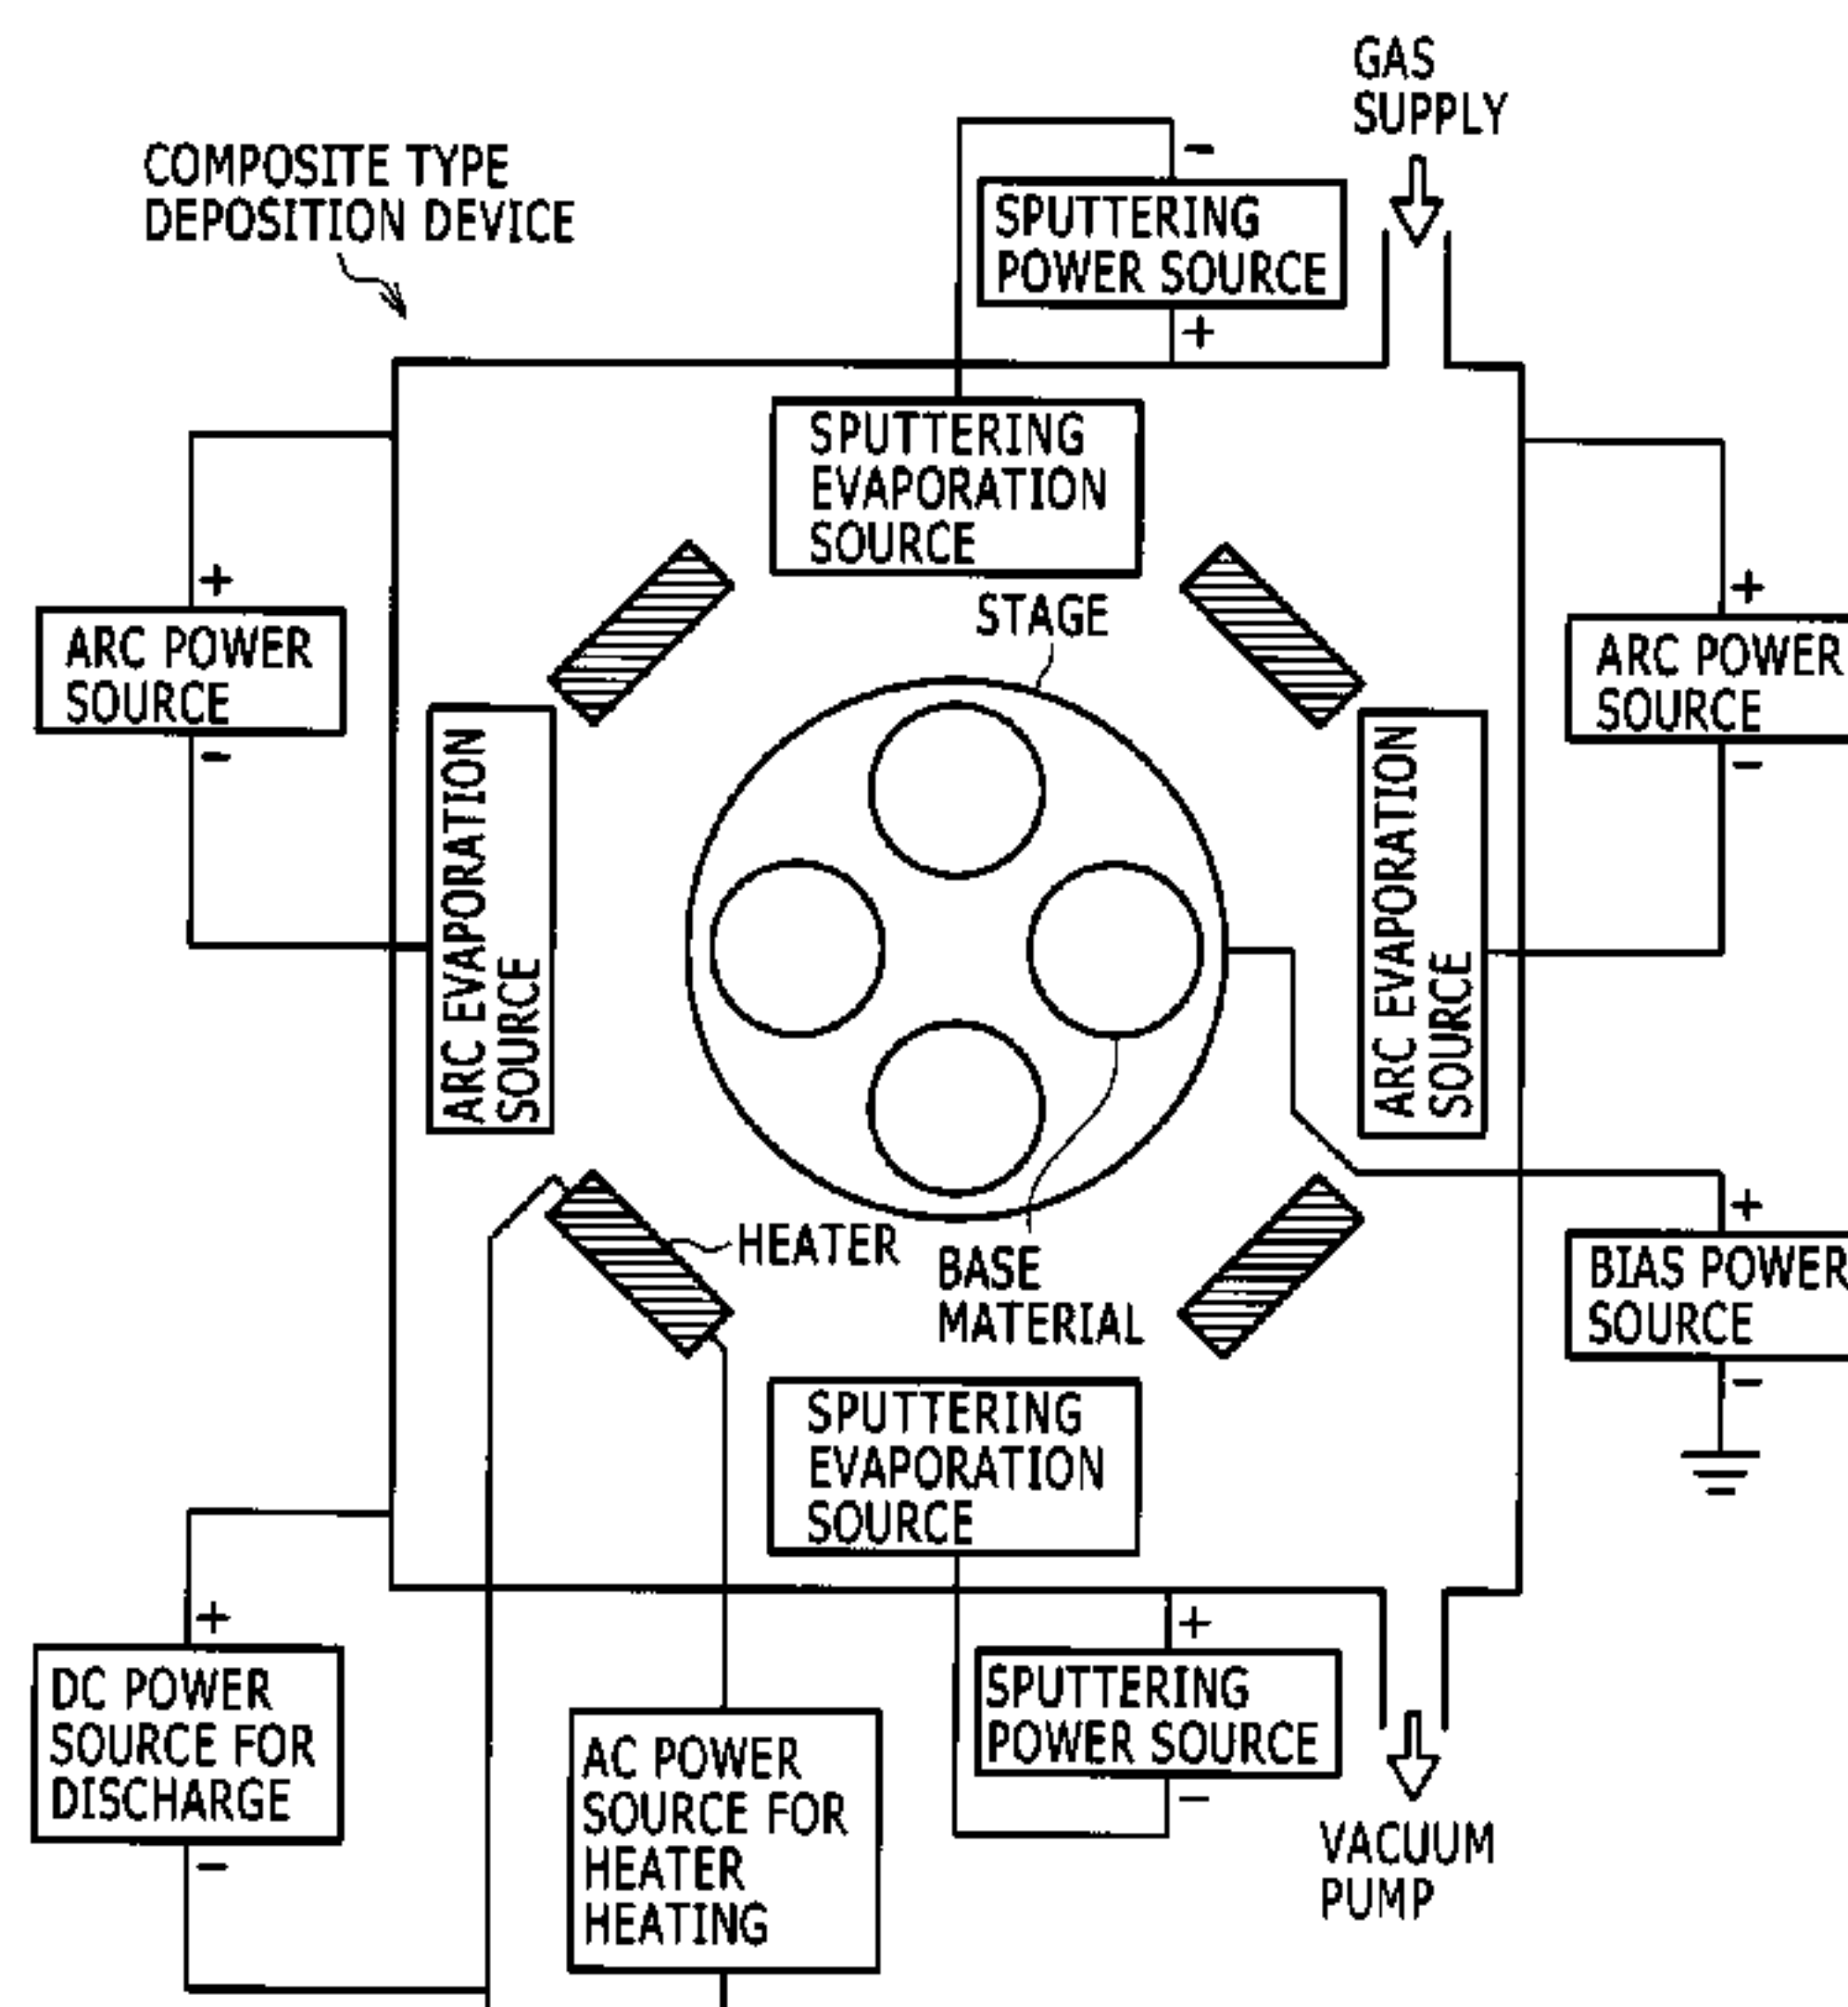 GAS
SUPPLY
COMPOSITE TYPE
DEPOSITION DEVICE
-
SPUTTERING
POWER SOURCE
+
SPUTTERING
EVAPORATION
SOURCE
STAGE
+
ARC POWER
SOURCE
-
+
ARC POWER
SOURCE
-
ARC EVAPORATION
SOURCE
ARC EVAPORATION
SOURCE
HEATER
BASE
MATERIAL
+
BIAS POWER
SOURCE
-
SPUTTERING
EVAPORATION
SOURCE
+
DC POWER
SOURCE FOR
DISCHARGE
-
AC POWER
SOURCE FOR
HEATER
HEATING
+
SPUTTERING
POWER SOURCE
-
VACUUM
PUMP